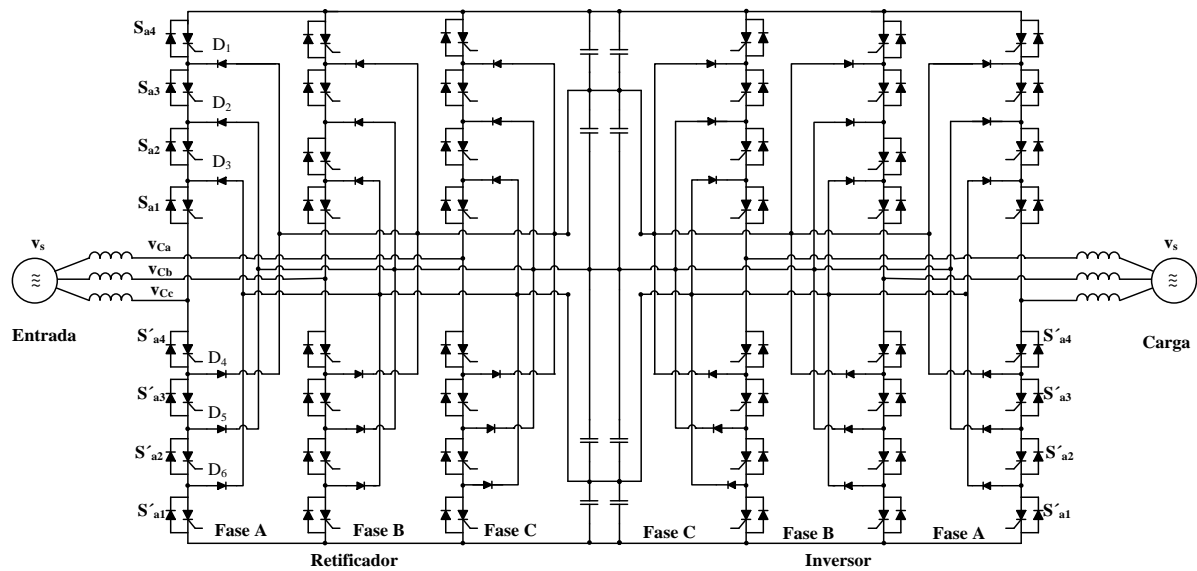 Sa4
D1
Sa3
D2
Sa2
D3
Sa1
vs
vCa
vCb
vCc
Entrada
S´a4
D4
S´a3
D5
S´a2
D6
S´a1
Fase A
Fase B
Fase C
Retificador
Fase C
Fase B
Fase A
Inversor
vs
Carga
S´a4
S´a3
S´a2
S´a1